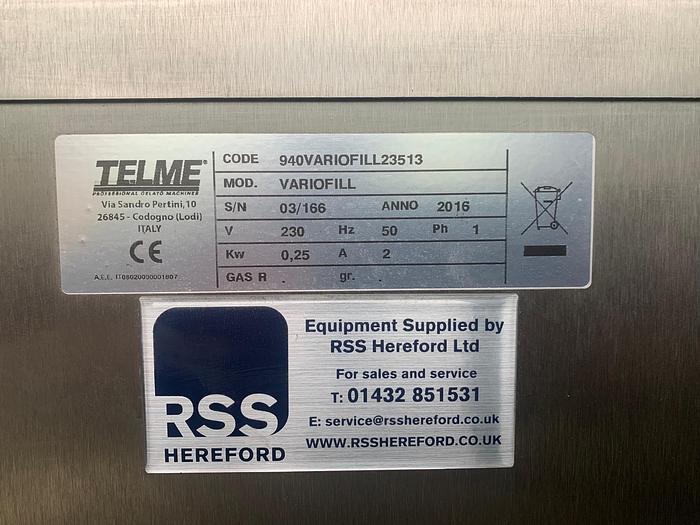 TELME®
PROFESSIONAL GELATO MACHINES
Via Sandro Pertini,10
26845 - Codogno (Lodi)
ITALY
CE
A.E.E. IT08020000001807
CODE 940VARIOFILL23513
MOD. VARIOFILL
S/N 03/166 ANNO 2016
V 230 Hz 50 Ph 1
Kw 0,25 A 2
GAS R . gr. .
RSS
HEREFORD
Equipment Supplied by
RSS Hereford Ltd
For sales and service
T: 01432 851531
E: service@rsshereford.co.uk
WWW.RSSHEREFORD.CO.UK